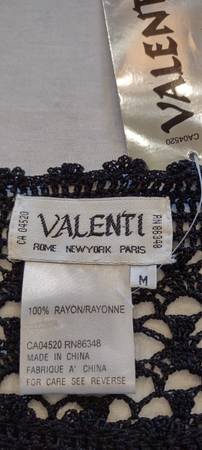 VALENTI
CA04520
CA 04520
VALENTI
RN 86348
ROME NEWYORK PARIS
M
100% RAYON/RAYONNE
CA04520 RN86348
MADE IN CHINA
FABRIQUE A' CHINA
FOR CARE SEE REVERSE